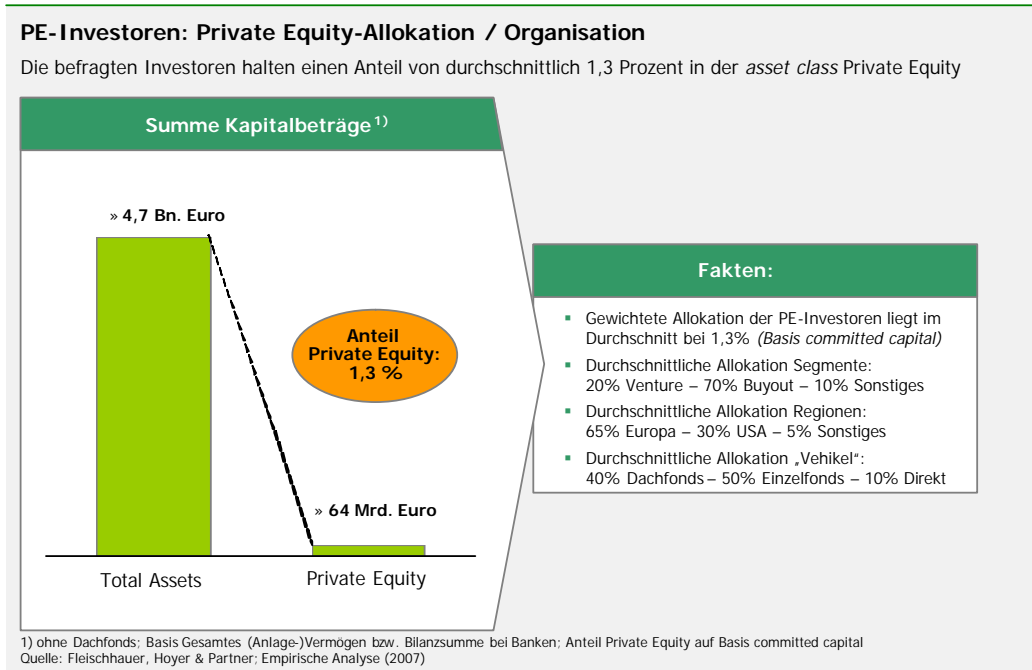 PE-Investoren: Private Equity-Allokation / Organisation
Die befragten Investoren halten einen Anteil von durchschnittlich 1,3 Prozent in der asset class Private Equity
Summe Kapitalbeträge 1)
» 4,7 Bn. Euro
Anteil
Private Equity:
1,3 %
» 64 Mrd. Euro
Total Assets
Private Equity
Fakten:
▪ Gewichtete Allokation der PE-Investoren liegt im
Durchschnitt bei 1,3% (Basis committed capital)
▪ Durchschnittliche Allokation Segmente:
20% Venture – 70% Buyout – 10% Sonstiges
▪ Durchschnittliche Allokation Regionen:
65% Europa – 30% USA – 5% Sonstiges
▪ Durchschnittliche Allokation „Vehikel“:
40% Dachfonds – 50% Einzelfonds – 10% Direkt
1) ohne Dachfonds; Basis Gesamtes (Anlage-)Vermögen bzw. Bilanzsumme bei Banken; Anteil Private Equity auf Basis committed capital
Quelle: Fleischhauer, Hoyer & Partner; Empirische Analyse (2007)